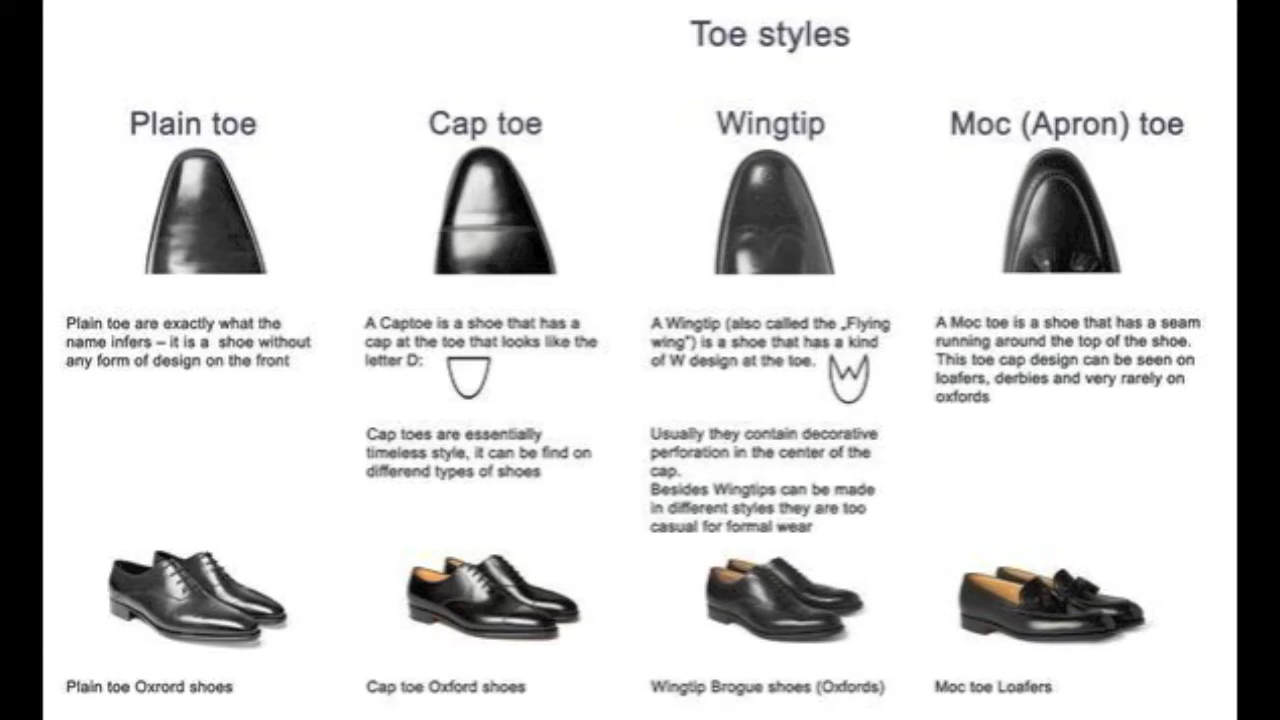 Toe styles
Plain toe
Cap toe
Wingtip
Moc (Apron) toe
Plain toe are exactly what the
name infers – it is a shoe without
any form of design on the front
A Captoe is a shoe that has a
cap at the toe that looks like the
letter D:
Cap toes are essentially
timeless style, it can be find on
differend types of shoes
A Wingtip (also called the „Flying
wing") is a shoe that has a kind
of W design at the toe.
Usually they contain decorative
perforation in the center of the
cap.
Besides Wingtips can be made
in different styles they are too
casual for formal wear
A Moc toe is a shoe that has a seam
running around the top of the shoe.
This toe cap design can be seen on
loafers, derbies and very rarely on
oxfords
Plain toe Oxrord shoes
Cap toe Oxford shoes
Wingtip Brogue shoes (Oxfords)
Moc toe Loafers